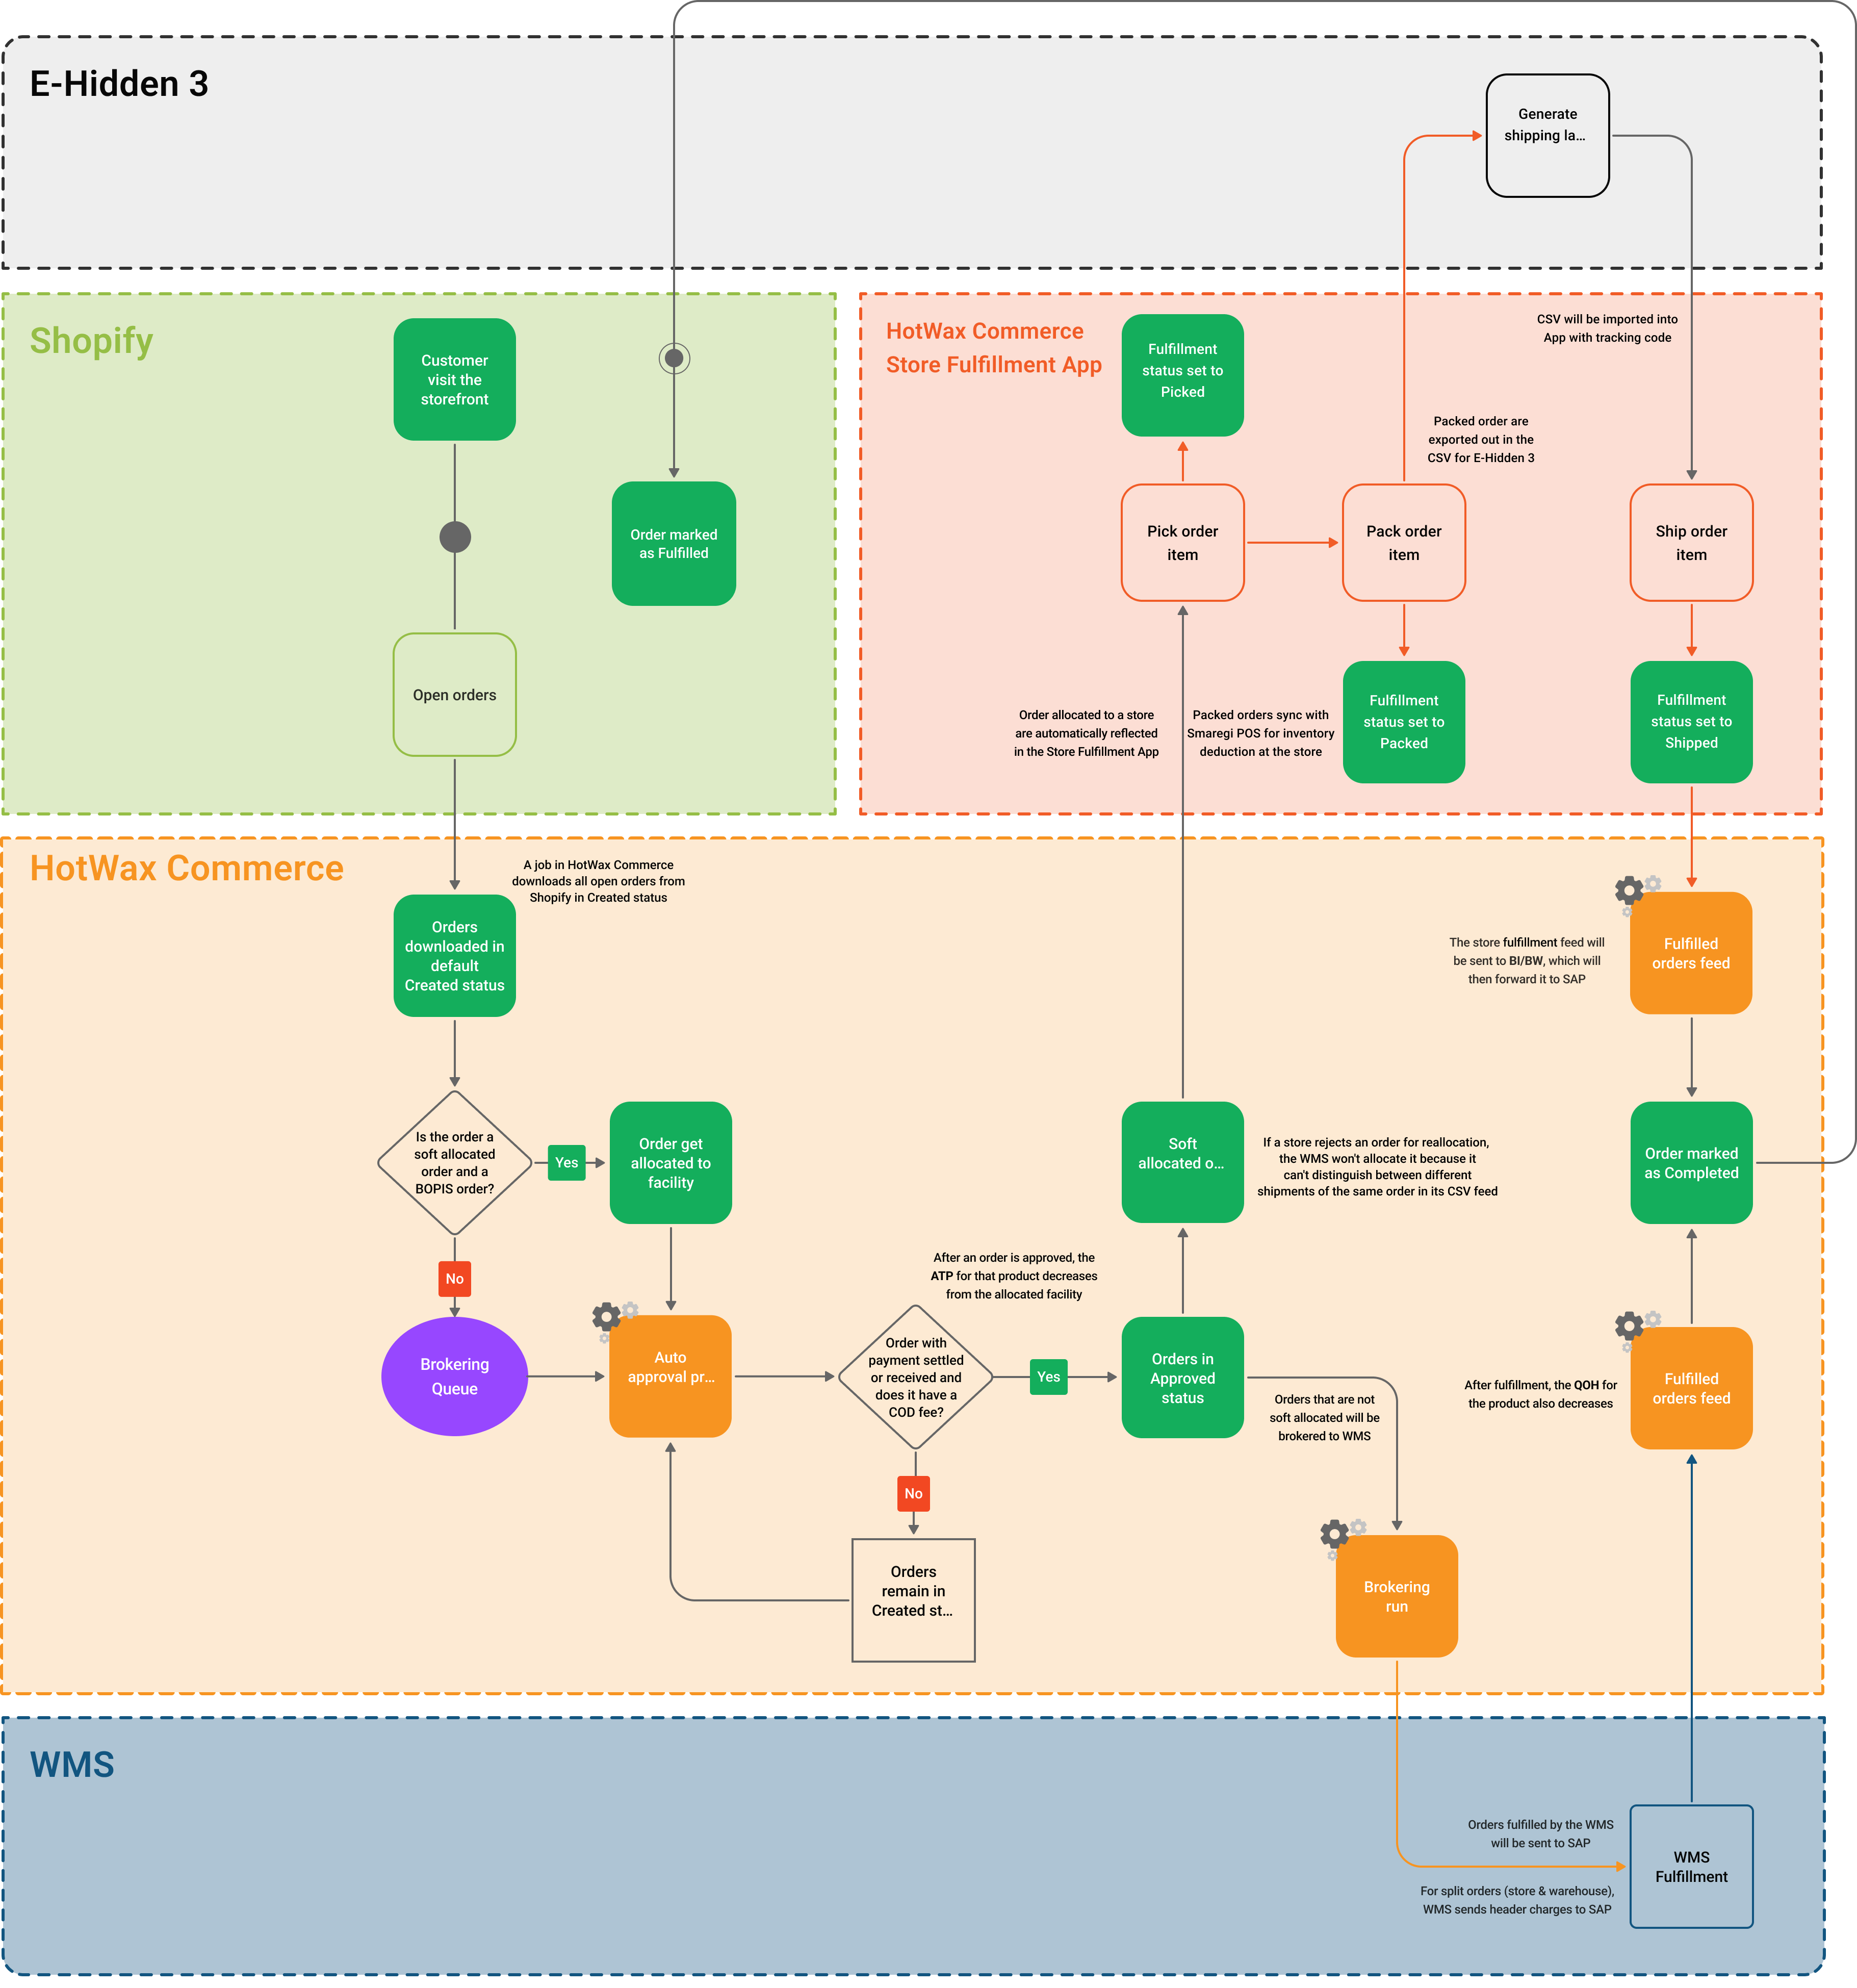 E-Hidden 3
Generate
shipping la...
Shopify
Customer
visit the
storefront
Order marked
as Fulfilled
Open orders
HotWax Commerce
Store Fulfillment App
Fulfillment
status set to
Picked
CSV will be imported into
App with tracking code
Packed order are
exported out in the
CSV for E-Hidden 3
Pick order
item
Pack order
item
Ship order
item
Order allocated to a store
are automatically reflected
in the Store Fulfillment App
Packed orders sync with
Smaregi POS for inventory
deduction at the store
Fulfillment
status set to
Packed
Fulfillment
status set to
Shipped
HotWax Commerce
A job in HotWax Commerce
downloads all open orders from
Shopify in Created status
Orders
downloaded in
default
Created status
The store fulfillment feed will
be sent to BI/BW, which will
then forward it to SAP
Fulfilled
orders feed
Is the order a
soft allocated
order and a
BOPIS order?
Yes
Order get
allocated to
facility
Soft
allocated o...
If a store rejects an order for reallocation,
the WMS won't allocate it because it
can't distinguish between different
shipments of the same order in its CSV feed
Order marked
as Completed
No
After an order is approved, the
ATP for that product decreases
from the allocated facility
Brokering
Queue
Auto
approval pr...
Order with
payment settled
or received and
does it have a
COD fee?
Yes
Orders in
Approved
status
Orders that are not
soft allocated will be
brokered to WMS
After fulfillment, the QOH for
the product also decreases
Fulfilled
orders feed
No
Orders
remain in
Created st...
Brokering
run
WMS
Orders fulfilled by the WMS
will be sent to SAP
WMS
Fulfillment
For split orders (store & warehouse),
WMS sends header charges to SAP